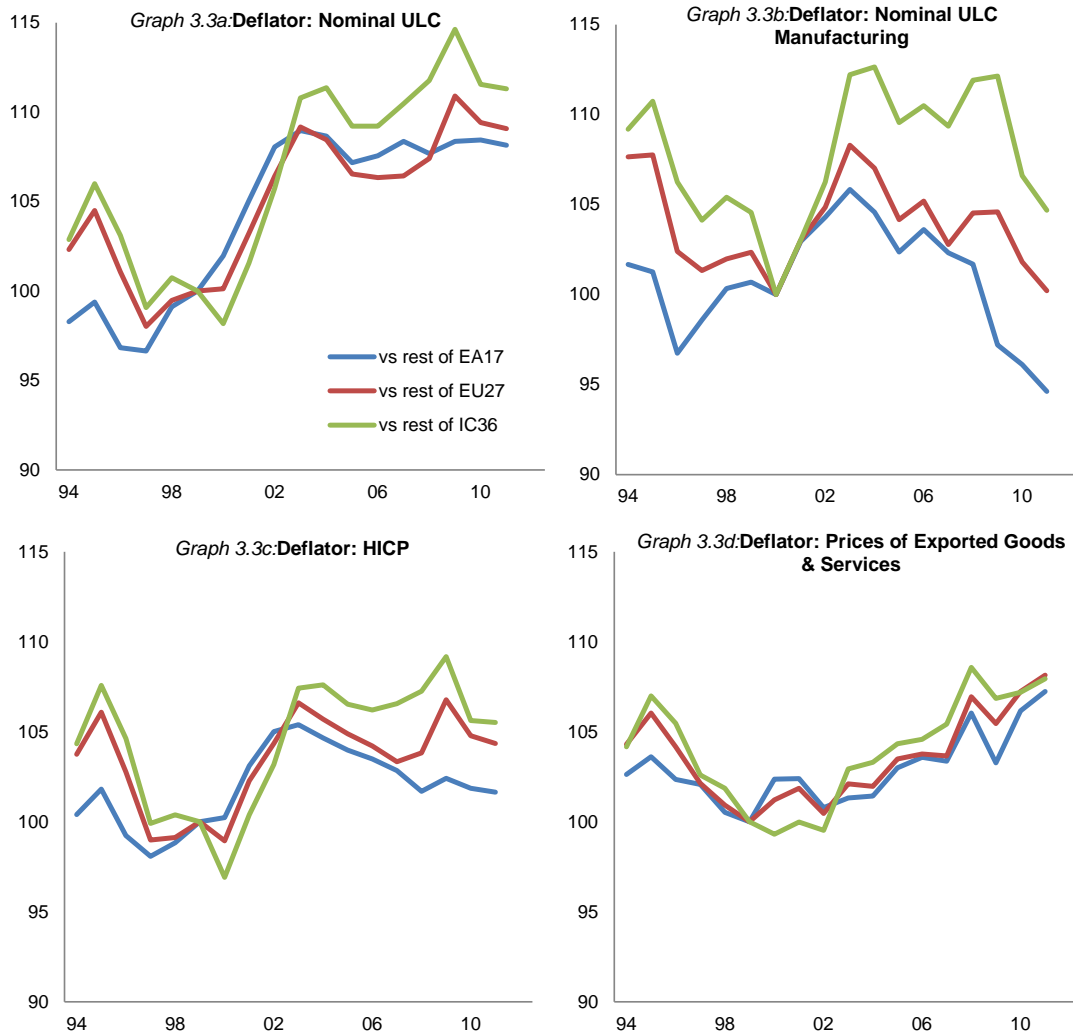 Graph 3.3a:Deflator: Nominal ULC
115
110
105
100
95
90
94 98 02 06 10
vs rest of EA17
vs rest of EU27
vs rest of IC36
Graph 3.3b:Deflator: Nominal ULC
Manufacturing
115
110
105
100
95
90
94 98 02 06 10
Graph 3.3c:Deflator: HICP
115
110
105
100
95
90
94 98 02 06 10
Graph 3.3d:Deflator: Prices of Exported Goods
& Services
115
110
105
100
95
90
94 98 02 06 10